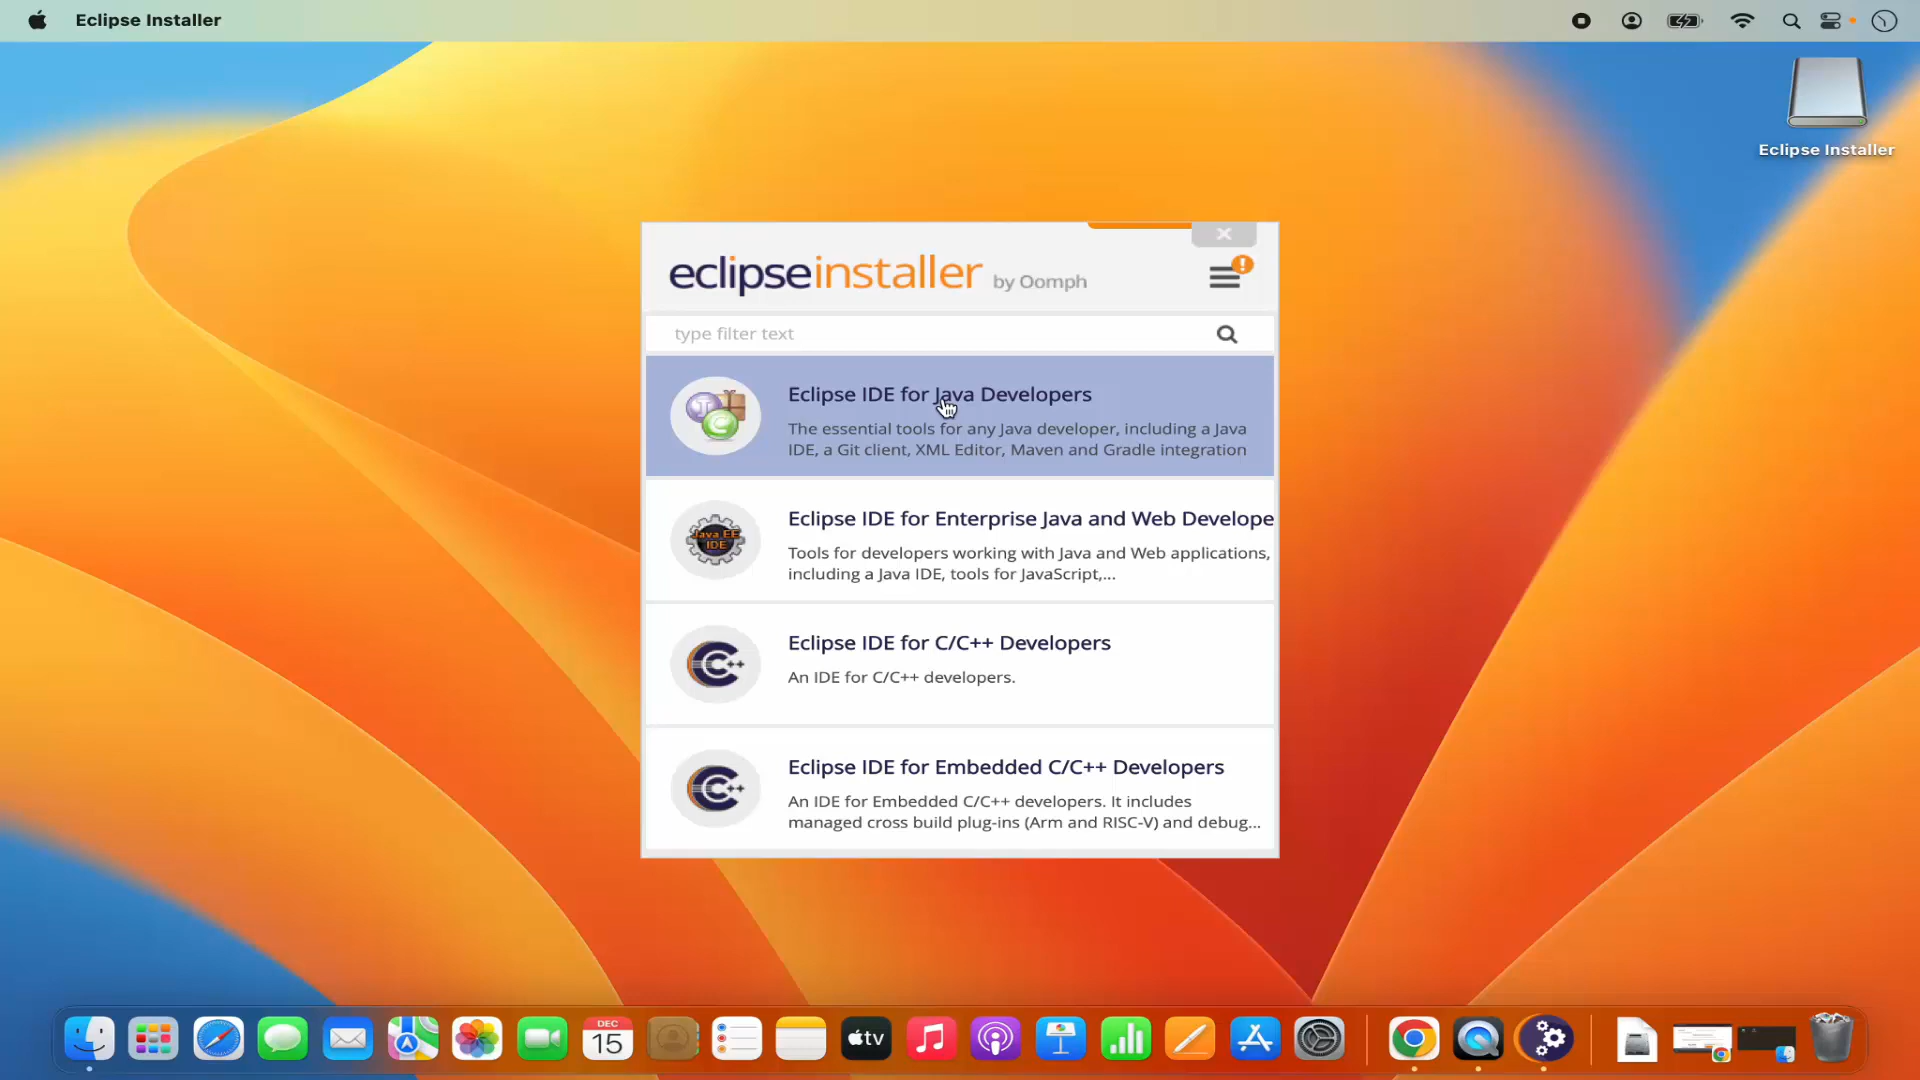 Eclipse Installer
Eclipse Installer
eclipseinstaller by Oomph
!
type filter text
Eclipse IDE for Java Developers
The essential tools for any Java developer, including a Java
IDE, a Git client, XML Editor, Maven and Gradle integration
Java EE
IDE
Eclipse IDE for Enterprise Java and Web Develope
Tools for developers working with Java and Web applications,
including a Java IDE, tools for JavaScript,...
C++
Eclipse IDE for C/C++ Developers
An IDE for C/C++ developers.
C++
Eclipse IDE for Embedded C/C++ Developers
An IDE for Embedded C/C++ developers. It includes
managed cross build plug-ins (Arm and RISC-V) and debug...
DEC
15
tv